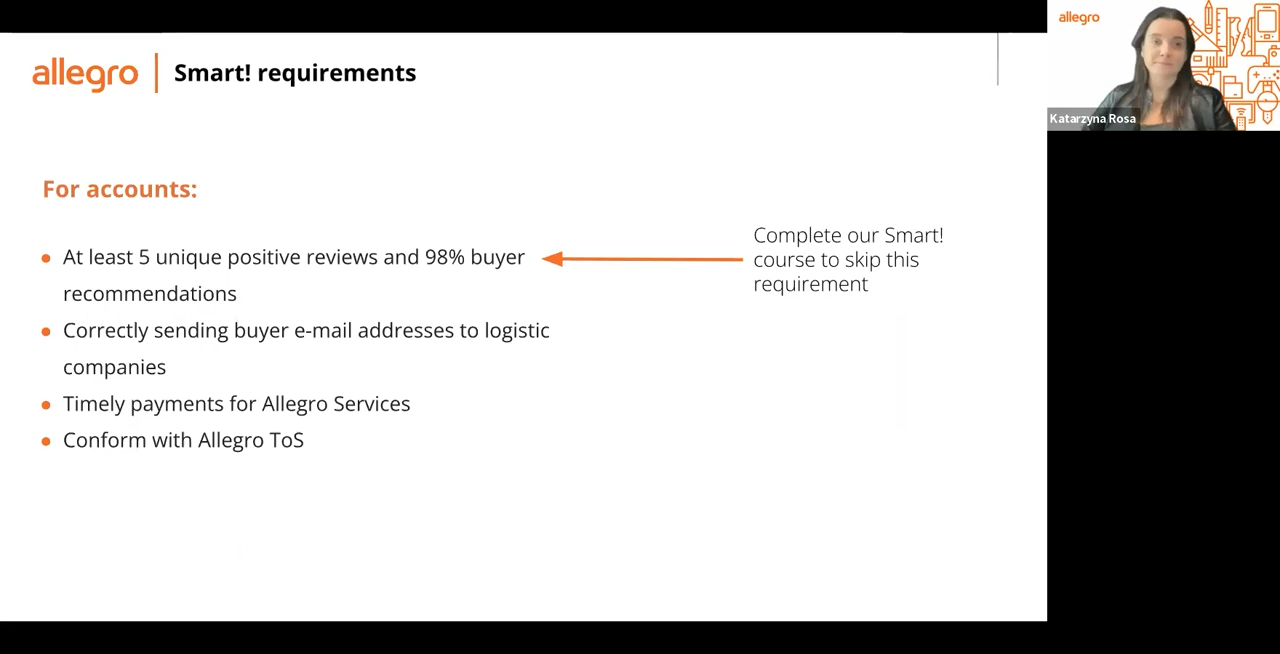 allegro
Smart! requirements
For accounts:
At least 5 unique positive reviews and 98% buyer
recommendations
Correctly sending buyer e-mail addresses to logistic
companies
Timely payments for Allegro Services
Conform with Allegro ToS
Complete our Smart!
course to skip this
requirement
allegro
Katarzyna Rosa